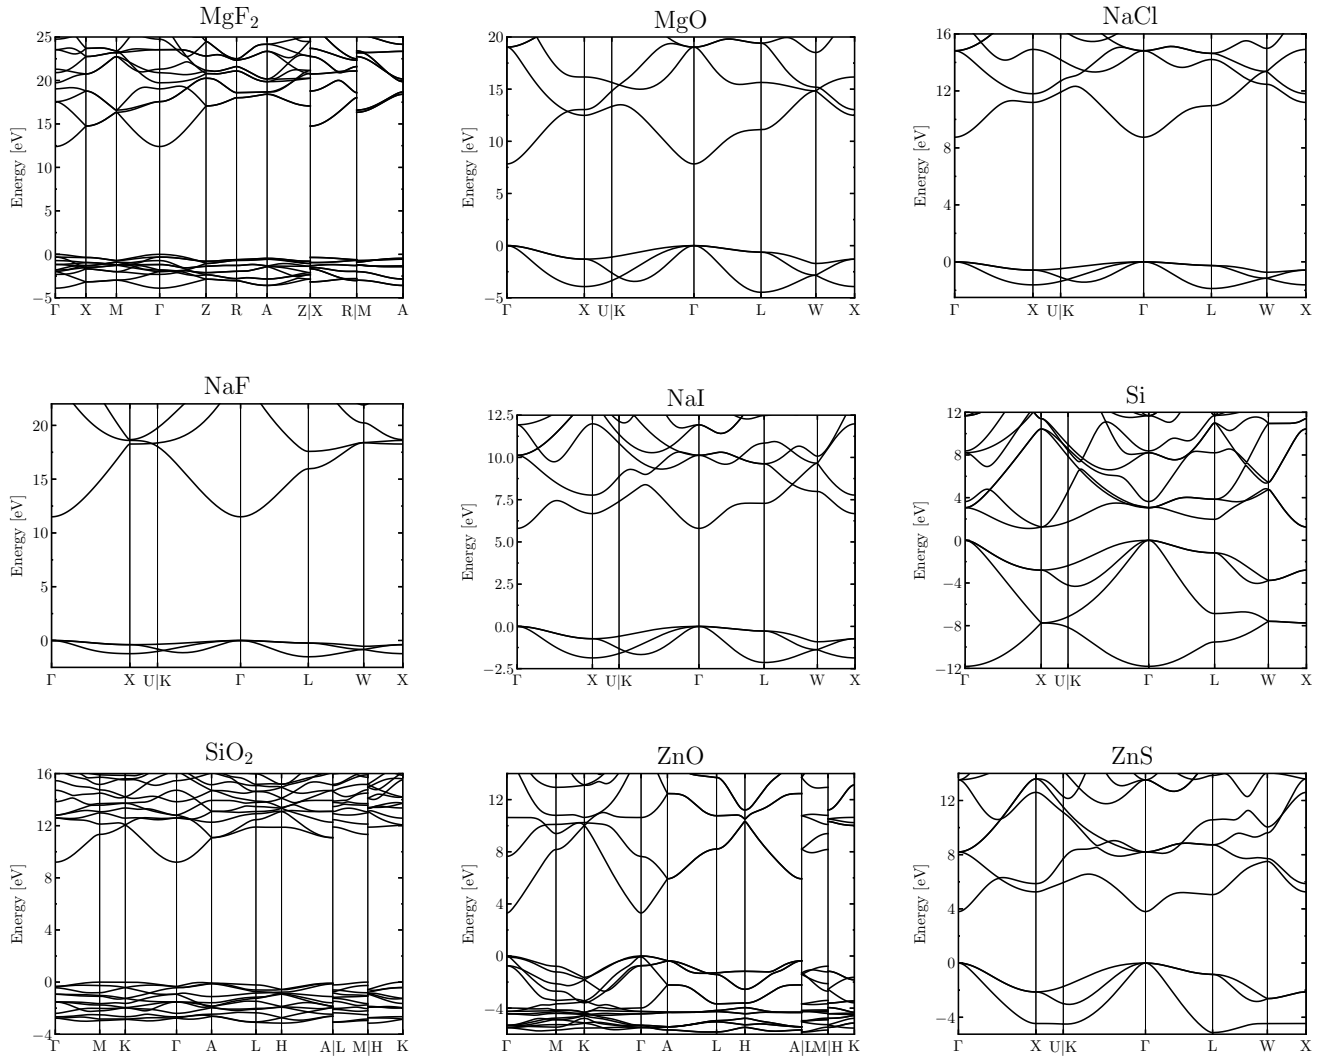 MgF2
Energy [eV]
25
20
15
10
5
0
−5
Γ X M Γ Z R A Z|X R|M A
MgO
Energy [eV]
20
15
10
5
0
−5
Γ X U|K Γ L W X
NaCl
Energy [eV]
16
12
8
4
0
Γ X U|K Γ L W X
NaF
Energy [eV]
20
15
10
5
0
Γ X U|K Γ L W X
NaI
Energy [eV]
12.5
10.0
7.5
5.0
2.5
0.0
−2.5
Γ X U|K Γ L W X
Si
Energy [eV]
12
8
4
0
−4
−8
−12
Γ X U|K Γ L W X
SiO2
Energy [eV]
16
12
8
4
0
−4
Γ M K Γ A L H A|L M|H K
ZnO
Energy [eV]
12
8
4
0
−4
Γ M K Γ A L H A|LM|H K
ZnS
Energy [eV]
12
8
4
0
−4
Γ X U|K Γ L W X